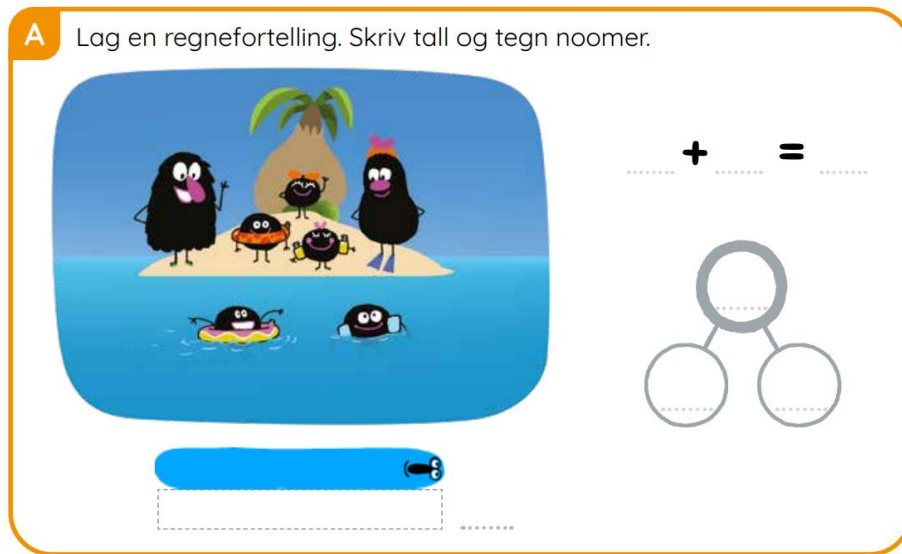 A
Lag en regnefortelling. Skriv tall og tegn noomer.
........ + ........ = ........